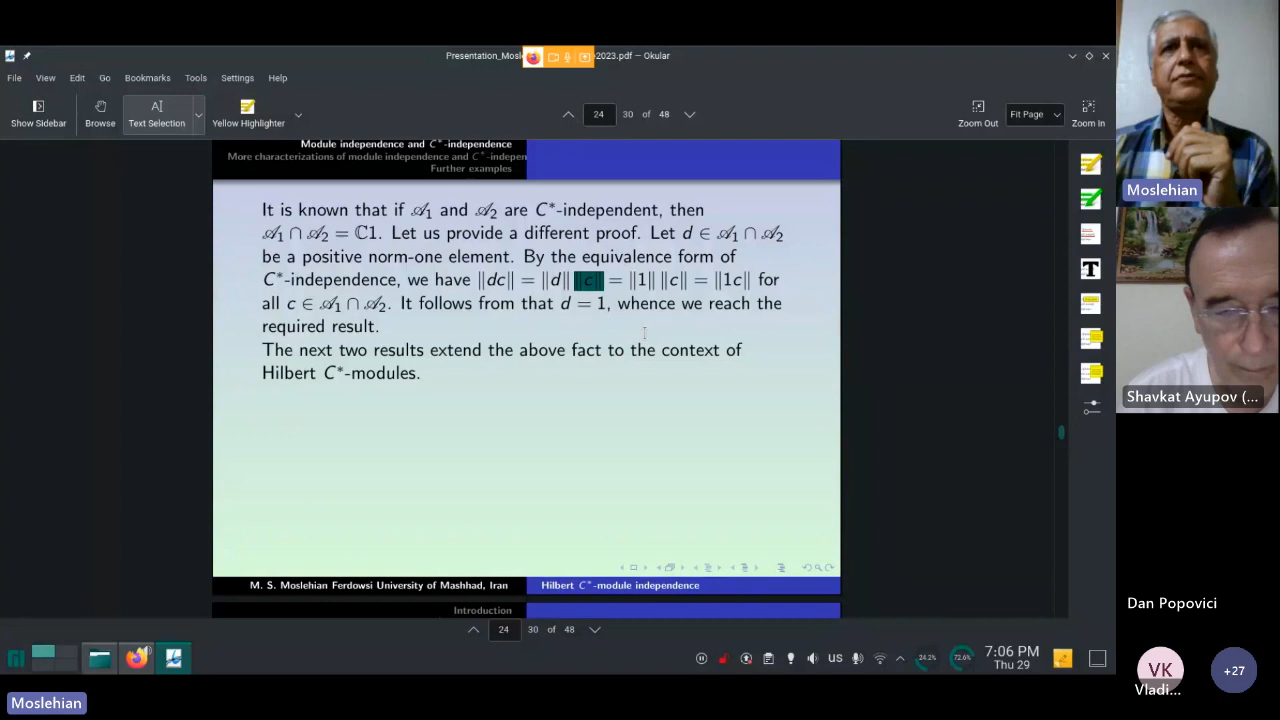 Presentation_Mosl
2023.pdf — Okular
File View Edit Go Bookmarks Tools Settings Help
Show Sidebar
Browse
Text Selection
Yellow Highlighter
24 30 of 48
Zoom Out
Fit Page
Zoom In
Module independence and C*-independence
More characterizations of module independence and C*-indepen
Further examples
It is known that if 𝒜₁ and 𝒜₂ are C*-independent, then
𝒜₁ ∩ 𝒜₂ = ℂ1. Let us provide a different proof. Let d ∈ 𝒜₁ ∩ 𝒜₂
be a positive norm-one element. By the equivalence form of
C*-independence, we have ‖dc‖ = ‖d‖ ‖c‖ = ‖1‖ ‖c‖ = ‖1c‖ for
all c ∈ 𝒜₁ ∩ 𝒜₂. It follows from that d = 1, whence we reach the
required result.
The next two results extend the above fact to the context of
Hilbert C*-modules.
M. S. Moslehian Ferdowsi University of Mashhad, Iran
Hilbert C*-module independence
Introduction
24 30 of 48
24.2%
72.6%
US
7:06 PM
Thu 29
Moslehian
Moslehian
Shavkat Ayupov (...
Dan Popovici
VK
Vladi...
+27